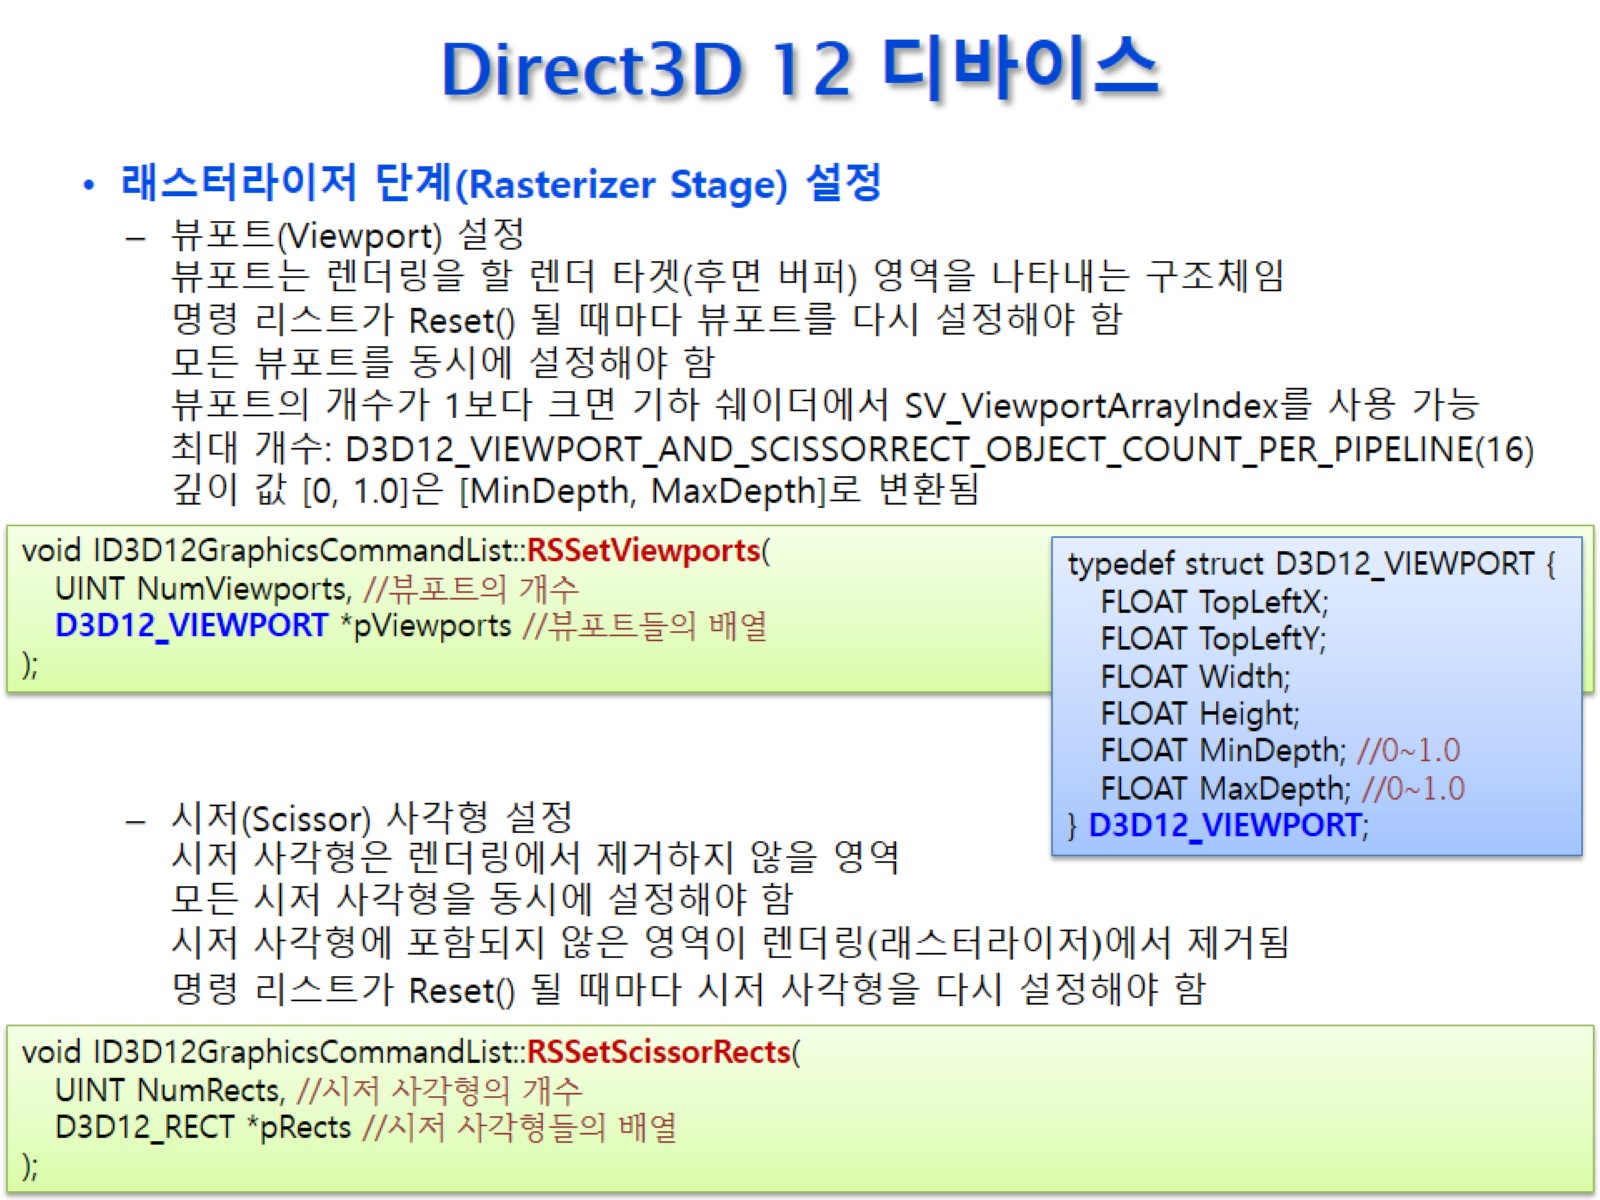 Direct3D 12 디바이스
• 래스터라이저 단계(Rasterizer Stage) 설정
– 뷰포트(Viewport) 설정
뷰포트는 렌더링을 할 렌더 타겟(후면 버퍼) 영역을 나타내는 구조체임
명령 리스트가 Reset() 될 때마다 뷰포트를 다시 설정해야 함
모든 뷰포트를 동시에 설정해야 함
뷰포트의 개수가 1보다 크면 기하 쉐이더에서 SV_ViewportArrayIndex를 사용 가능
최대 개수: D3D12_VIEWPORT_AND_SCISSORRECT_OBJECT_COUNT_PER_PIPELINE(16)
깊이 값 [0, 1.0]은 [MinDepth, MaxDepth]로 변환됨
void ID3D12GraphicsCommandList::RSSetViewports(
UINT NumViewports, //뷰포트의 개수
D3D12_VIEWPORT *pViewports //뷰포트들의 배열
);
typedef struct D3D12_VIEWPORT {
FLOAT TopLeftX;
FLOAT TopLeftY;
FLOAT Width;
FLOAT Height;
FLOAT MinDepth; //0~1.0
FLOAT MaxDepth; //0~1.0
} D3D12_VIEWPORT;
– 시저(Scissor) 사각형 설정
시저 사각형은 렌더링에서 제거하지 않을 영역
모든 시저 사각형을 동시에 설정해야 함
시저 사각형에 포함되지 않은 영역이 렌더링(래스터라이저)에서 제거됨
명령 리스트가 Reset() 될 때마다 시저 사각형을 다시 설정해야 함
void ID3D12GraphicsCommandList::RSSetScissorRects(
UINT NumRects, //시저 사각형의 개수
D3D12_RECT *pRects //시저 사각형들의 배열
);